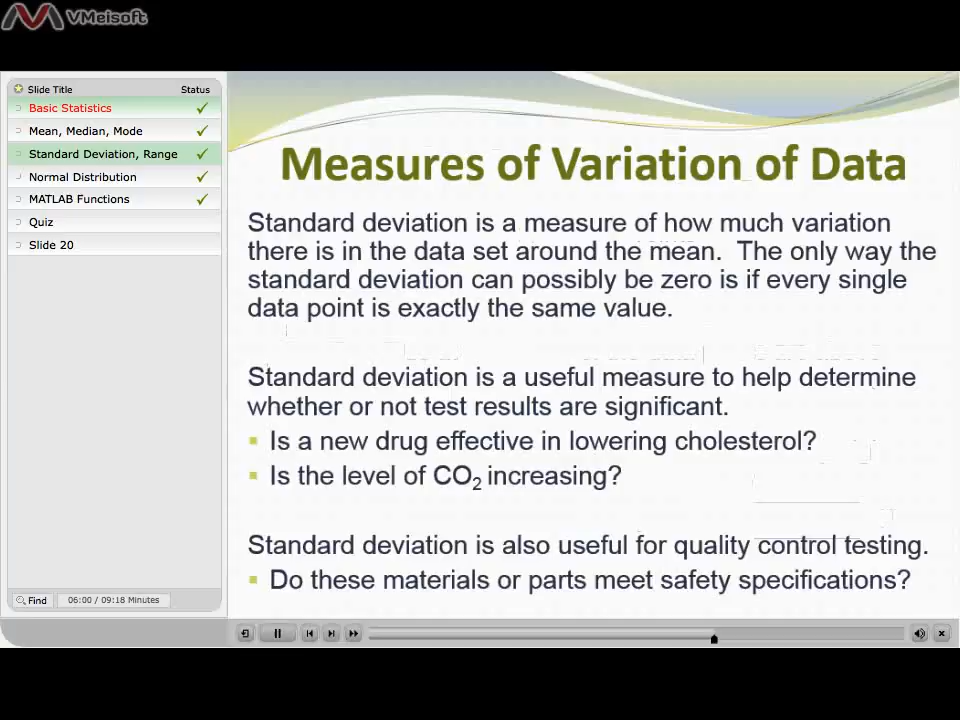 VMeisoft
Slide Title Status
Basic Statistics
Mean, Median, Mode
Standard Deviation, Range
Normal Distribution
MATLAB Functions
Quiz
Slide 20
Find 06:00 / 09:18 Minutes
Measures of Variation of Data
Standard deviation is a measure of how much variation
there is in the data set around the mean. The only way the
standard deviation can possibly be zero is if every single
data point is exactly the same value.
Standard deviation is a useful measure to help determine
whether or not test results are significant.
Is a new drug effective in lowering cholesterol?
Is the level of CO₂ increasing?
Standard deviation is also useful for quality control testing.
Do these materials or parts meet safety specifications?